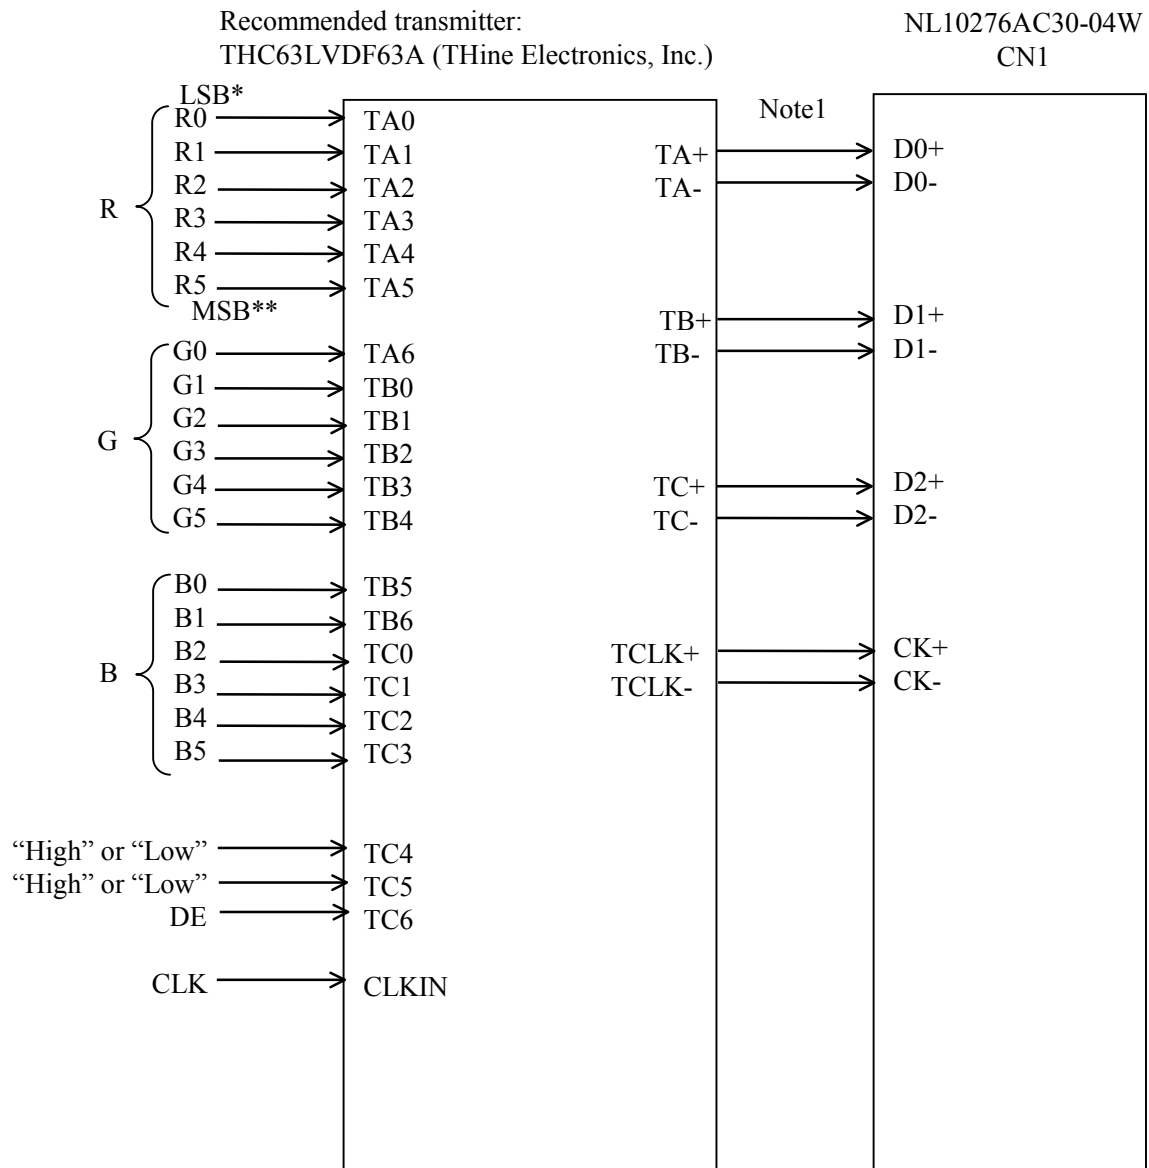 Recommended transmitter:
THC63LVDF63A (THine Electronics, Inc.)
NL10276AC30-04W
CN1
Note1
LSB*
R0 TA0
R1 TA1
R2 TA2
R3 TA3
R4 TA4
R5 TA5
R
MSB**
G0 TA6
G1 TB0
G2 TB1
G3 TB2
G4 TB3
G5 TB4
G
B0 TB5
B1 TB6
B2 TC0
B3 TC1
B4 TC2
B5 TC3
B
“High” or “Low” TC4
“High” or “Low” TC5
DE TC6
CLK CLKIN
TA+ D0+
TA- D0-
TB+ D1+
TB- D1-
TC+ D2+
TC- D2-
TCLK+ CK+
TCLK- CK-